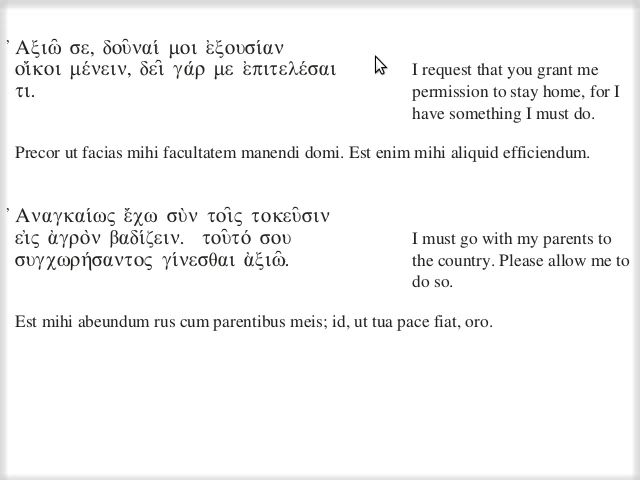 Ἀξιῶ σε, δοῦναί μοι ἐξουσίαν
οἴκοι μένειν, δεῖ γάρ με ἐπιτελέσαι
τι.
I request that you grant me
permission to stay home, for I
have something I must do.
Precor ut facias mihi facultatem manendi domi. Est enim mihi aliquid efficiendum.
Ἀναγκαίως ἔχω σὺν τοῖς τοκεῦσιν
εἰς ἀγρὸν βαδίζειν. τοῦτό σου
συγχωρήσαντος γίνεσθαι ἀξιῶ.
I must go with my parents to
the country. Please allow me to
do so.
Est mihi abeundum rus cum parentibus meis; id, ut tua pace fiat, oro.